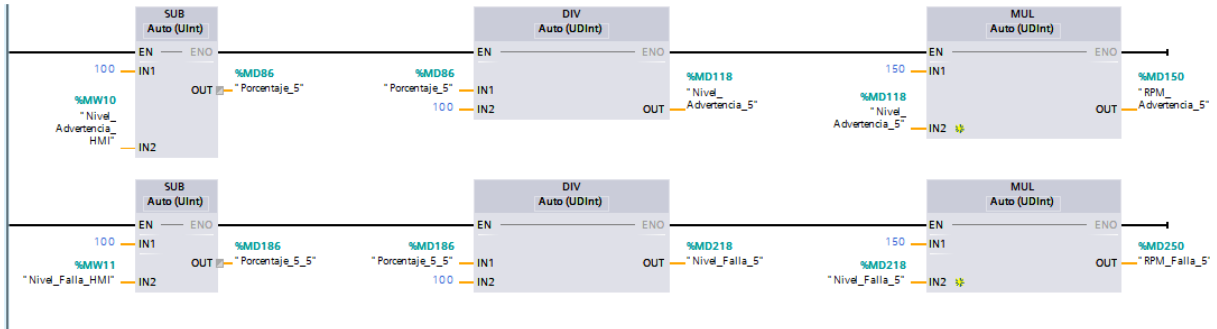 SUB
Auto (UInt)
EN
ENO
100
IN1
%MW10
"Nivel_
Advertencia_
HMI"
IN2
OUT
%MD86
"Porcentaje_5"
DIV
Auto (UDInt)
EN
ENO
%MD86
"Porcentaje_5"
IN1
100
IN2
OUT
%MD118
"Nivel_
Advertencia_5"
MUL
Auto (UDInt)
EN
ENO
150
IN1
%MD118
"Nivel_
Advertencia_5"
IN2
OUT
%MD150
"RPM_
Advertencia_5"
SUB
Auto (UInt)
EN
ENO
100
IN1
%MW11
"Nivel_Falla_HMI"
IN2
OUT
%MD186
"Porcentaje_5_5"
DIV
Auto (UDInt)
EN
ENO
%MD186
"Porcentaje_5_5"
IN1
100
IN2
OUT
%MD218
"Nivel_Falla_5"
MUL
Auto (UDInt)
EN
ENO
150
IN1
%MD218
"Nivel_Falla_5"
IN2
OUT
%MD250
"RPM_Falla_5"